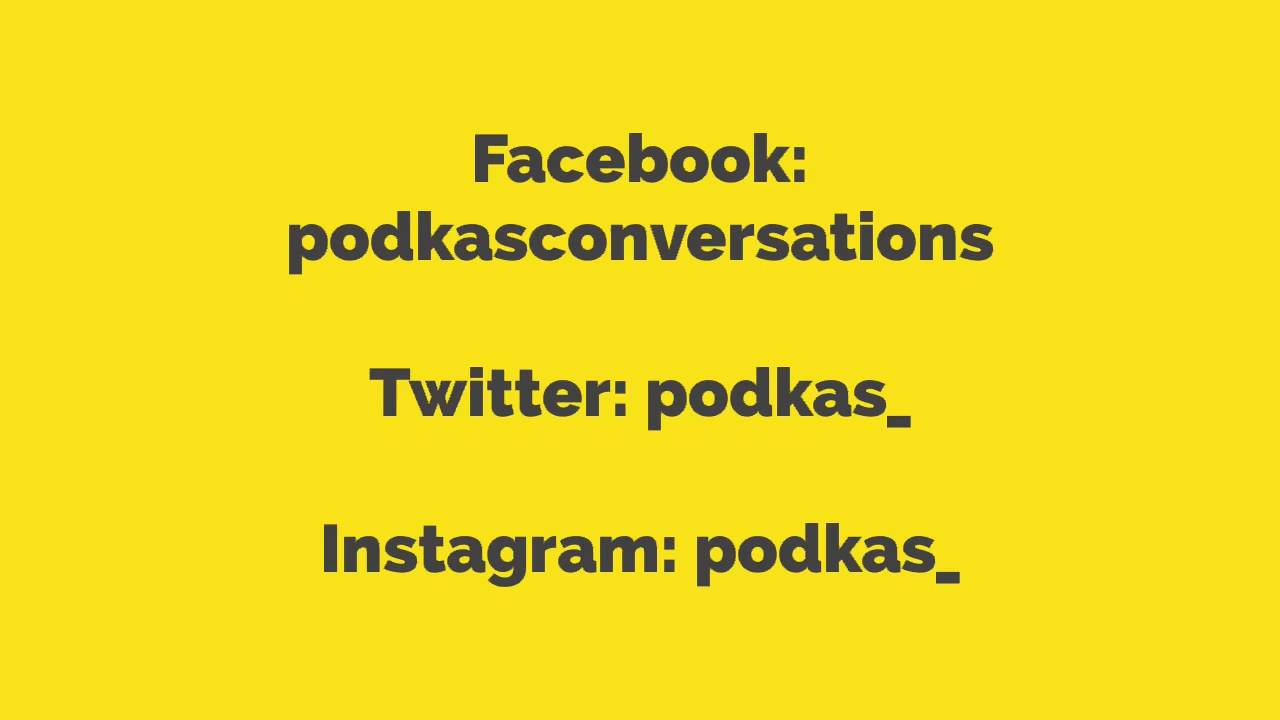 Facebook:
podkasconversations
Twitter: podkas_
Instagram: podkas_